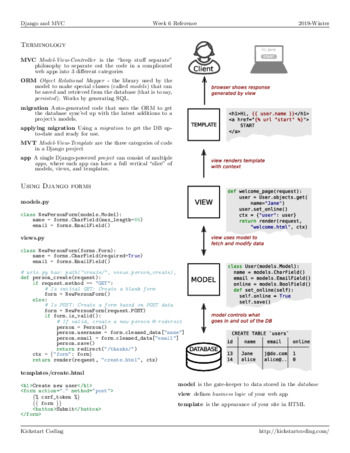 Django and MVC
Week 6 Reference
2019-Winter
Terminology
MVC Model-View-Controller is the "keep stuff separate"
philosophy to separate out the code in a complicated
web apps into 3 different categories
ORM Object Relational Mapper - the library used by the
model to make special classes (called models) that can
be saved and retrieved from the database (that is to say,
persisted). Works by generating SQL.
migration Auto-generated code that uses the ORM to get
the database synced up with the latest additions to a
project's models.
applying migration Using a migration to get the DB up-
to-date and ready for use.
MVT Model-View-Template are the three categories of code
in a Django project
app A single Django-powered project can consist of multiple
apps, where each app can have a full vertical "slice" of
models, views, and templates.
Using Django forms
models.py
class NewPersonForm(models.Model):
name = forms.CharField(max_length=95)
email = forms.EmailField()
views.py
class NewPersonForm(forms.Form):
name = forms.CharField(required=True)
email = forms.EmailField()
def person_create(request):
if request.method == "GET":
# Is initial GET: Create a blank form
form = NewPersonForm()
else:
# Is POST: Create a form based on POST data
form = NewPersonForm(request.POST)
if form.is_valid():
# If valid, create a new person & redirect
person = Person()
person.username = form.cleaned_data["name"]
person.email = form.cleaned_data["email"]
person.save()
return redirect("/thanks/")
ctx = {"form": form}
return render(request, "create.html", ctx)
templates/create.html
<h1>Create new user</h1>
<form action="." method="post">
{% csrf_token %}
{{ form }}
<button>Submit</button>
</form>
Client
browser shows response
generated by view
TEMPLATE
<h1>Hi, {{ user.name }}</h1>
<a href="{% url "start" %}">
START
</a>
view renders template
with context
VIEW
def welcome_page(request):
user = User.objects.get(
name="Jane")
user.set_online()
ctx = {"user": user}
return render(request,
"welcome.html", ctx)
view uses model to
fetch and modify data
MODEL
class User(models.Model):
name = models.CharField()
email = models.EmailField()
online = models.BoolField()
def set_online(self):
self.online = True
self.save()
model controls what
goes in and out of the DB
DATABASE
CREATE TABLE `users`
id name email online
13 Jane j@do.com 1
14 alice alice@. 0
model is the gate-keeper to data stored in the database
view defines business logic of your web app
template is the appearance of your site in HTML
Kickstart Coding
http://kickstartcoding.com/